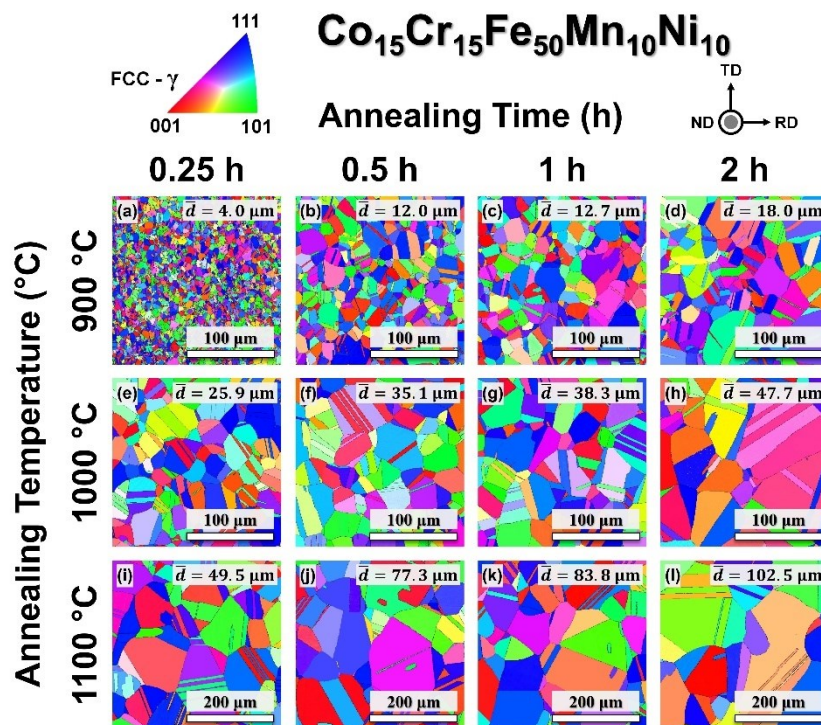 Co₁₅Cr₁₅Fe₅₀Mn₁₀Ni₁₀
111
FCC - γ
001 101
TD
ND RD
Annealing Time (h)
0.25 h 0.5 h 1 h 2 h
Annealing Temperature (°C)
900 °C
(a) d̅ = 4.0 μm
100 μm
(b) d̅ = 12.0 μm
100 μm
(c) d̅ = 12.7 μm
100 μm
(d) d̅ = 18.0 μm
100 μm
1000 °C
(e) d̅ = 25.9 μm
100 μm
(f) d̅ = 35.1 μm
100 μm
(g) d̅ = 38.3 μm
100 μm
(h) d̅ = 47.7 μm
100 μm
1100 °C
(i) d̅ = 49.5 μm
200 μm
(j) d̅ = 77.3 μm
200 μm
(k) d̅ = 83.8 μm
200 μm
(l) d̅ = 102.5 μm
200 μm